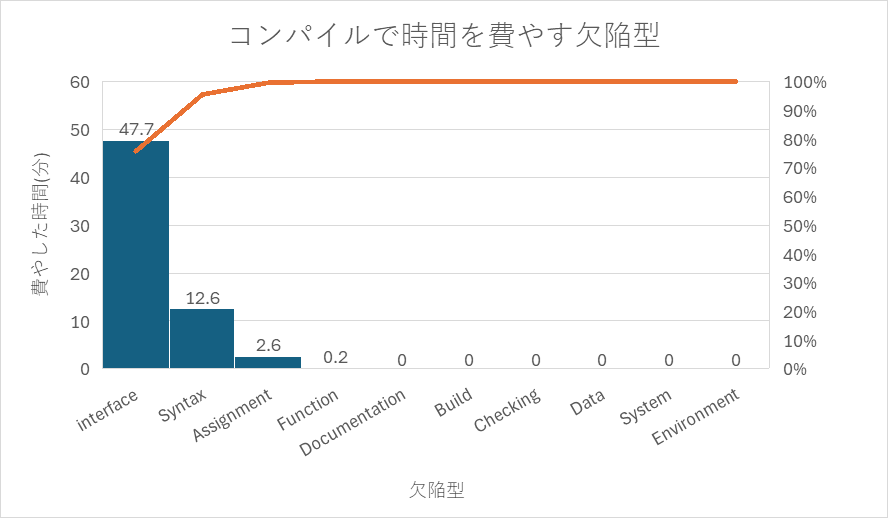 コンパイルで時間を費やす欠陥型
費やした時間(分)
60
50
40
30
20
10
0
47.7
12.6
2.6
0.2
0
0
0
0
0
0
100%
90%
80%
70%
60%
50%
40%
30%
20%
10%
0%
interface
Syntax
Assignment
Function
Documentation
Build
Checking
Data
System
Environment
欠陥型